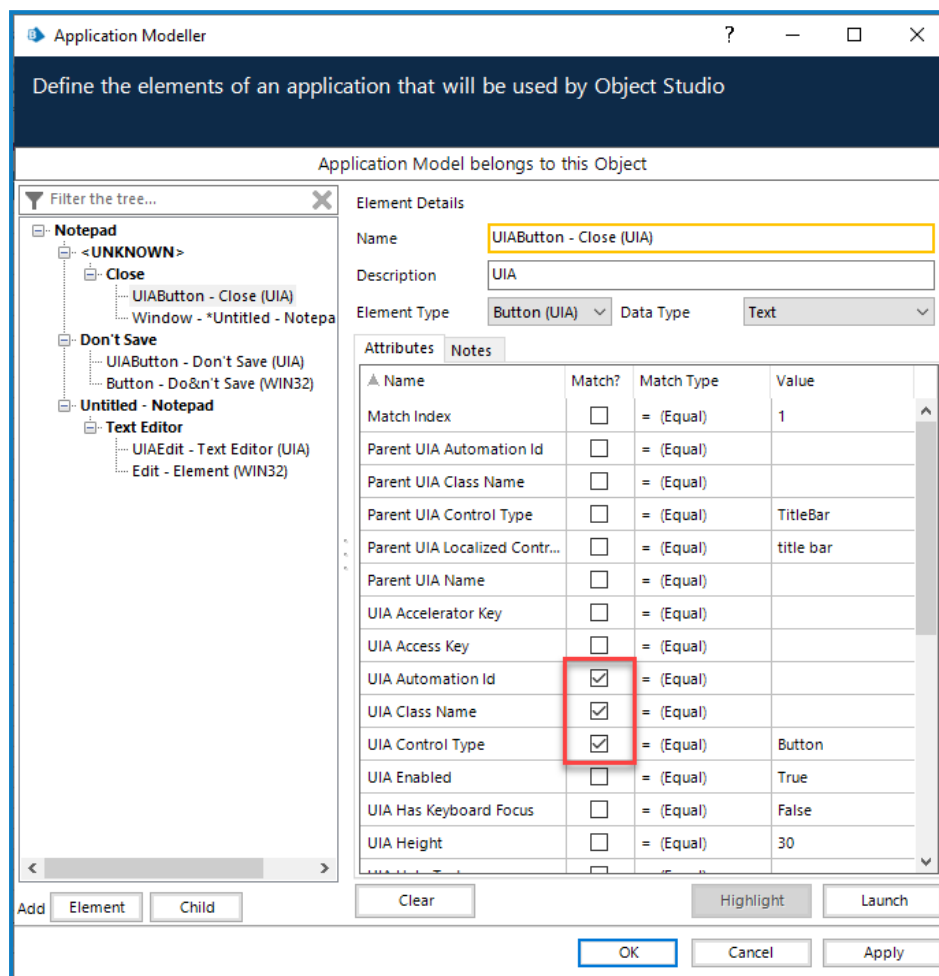 Application Modeller
Define the elements of an application that will be used by Object Studio
Application Model belongs to this Object
Filter the tree...
Notepad
<UNKNOWN>
Close
UIAButton - Close (UIA)
Window - *Untitled - Notepa
Don't Save
UIAButton - Don't Save (UIA)
Button - Do&n't Save (WIN32)
Untitled - Notepad
Text Editor
UIAEdit - Text Editor (UIA)
Edit - Element (WIN32)
Add Element Child
Element Details
Name UIAButton - Close (UIA)
Description UIA
Element Type Button (UIA) Data Type Text
Attributes Notes
Name Match? Match Type Value
Match Index = (Equal) 1
Parent UIA Automation Id = (Equal)
Parent UIA Class Name = (Equal)
Parent UIA Control Type = (Equal) TitleBar
Parent UIA Localized Contr... = (Equal) title bar
Parent UIA Name = (Equal)
UIA Accelerator Key = (Equal)
UIA Access Key = (Equal)
UIA Automation Id = (Equal)
UIA Class Name = (Equal)
UIA Control Type = (Equal) Button
UIA Enabled = (Equal) True
UIA Has Keyboard Focus = (Equal) False
UIA Height = (Equal) 30
Clear Highlight Launch
OK Cancel Apply